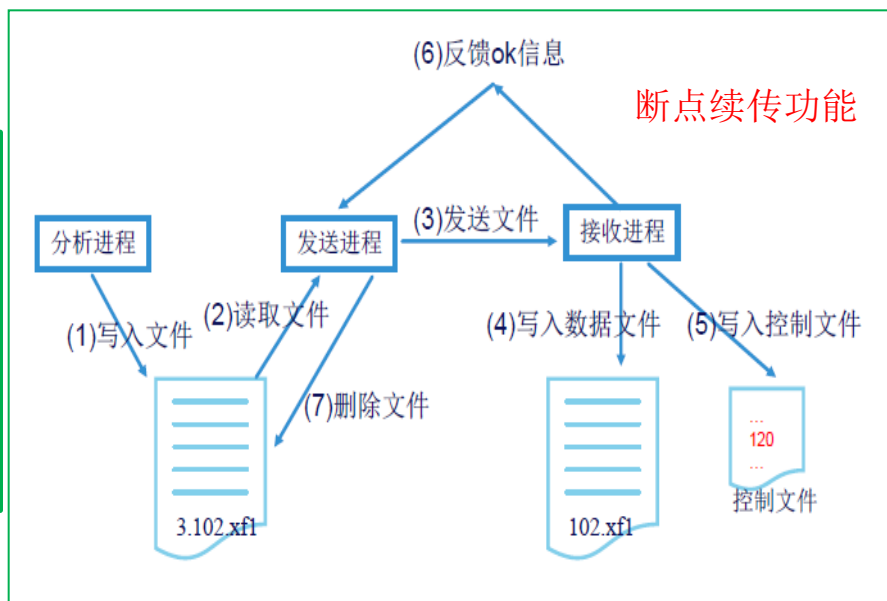 (6)反馈ok信息
断点续传功能
分析进程
发送进程
(3)发送文件
接收进程
(1)写入文件
(2)读取文件
(4)写入数据文件
(5)写入控制文件
(7)删除文件
...
120
...
控制文件
3.102.xf1
102.xf1